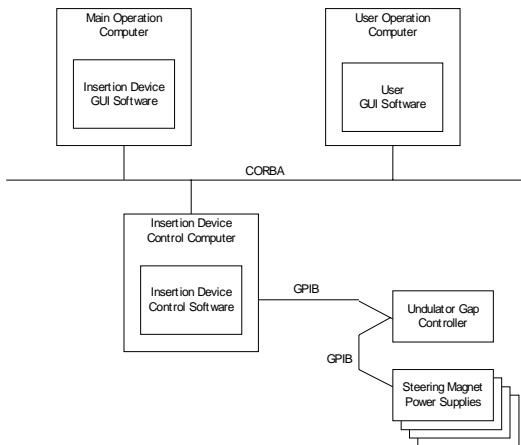 Main Operation
Computer
Insertion Device
GUI Software
User Operation
Computer
User
GUI Software
CORBA
Insertion Device
Control Computer
Insertion Device
Control Software
GPIB
Undulator Gap
Controller
GPIB
Steering Magnet
Power Supplies